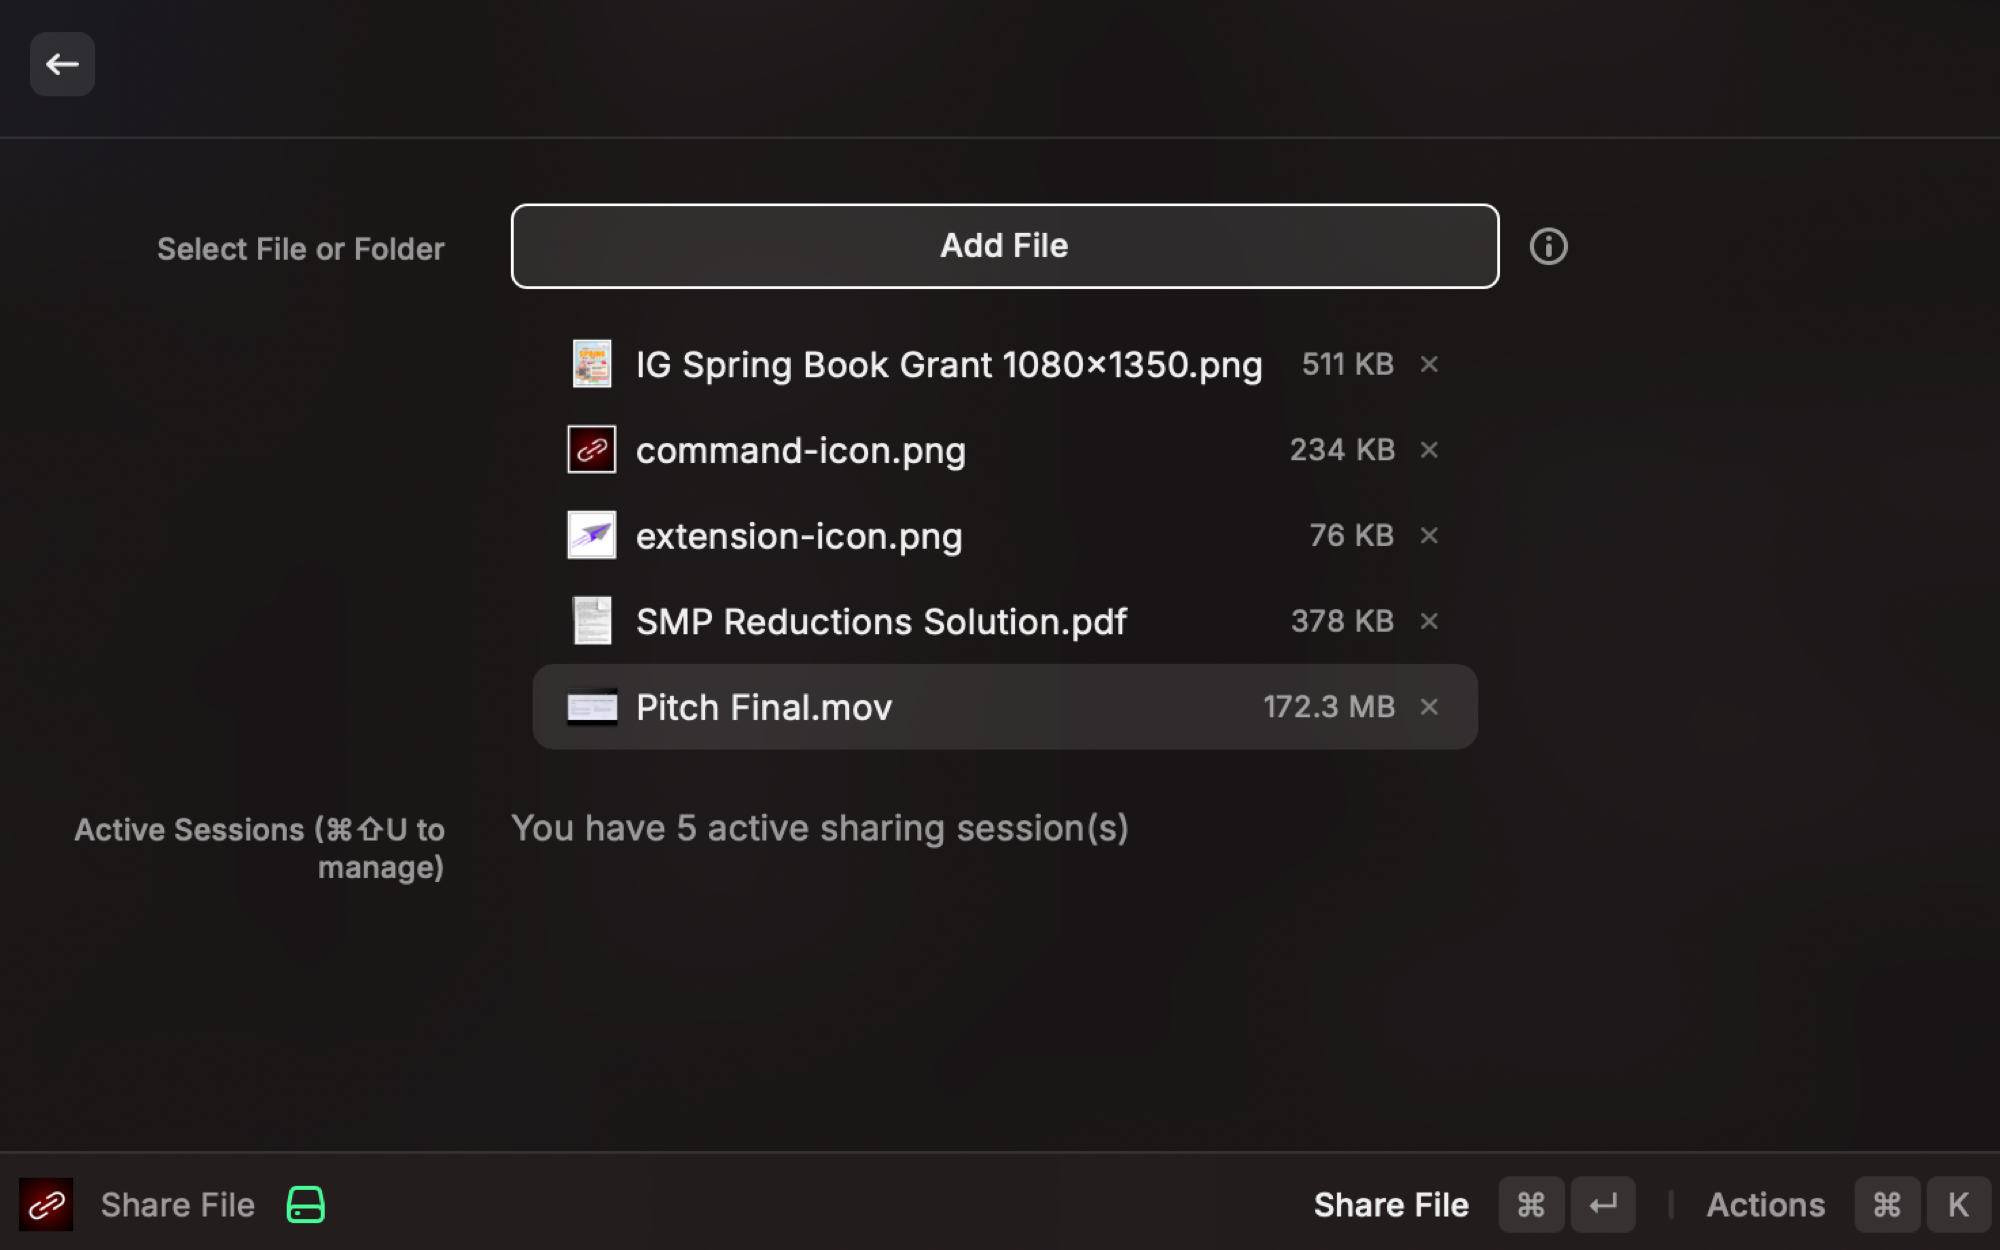 Select File or Folder
Add File
IG Spring Book Grant 1080×1350.png 511 KB ×
command-icon.png 234 KB ×
extension-icon.png 76 KB ×
SMP Reductions Solution.pdf 378 KB ×
Pitch Final.mov 172.3 MB ×
Active Sessions (⌘⇧U to
manage)
You have 5 active sharing session(s)
Share File
Share File ⌘ ↵ | Actions ⌘ K